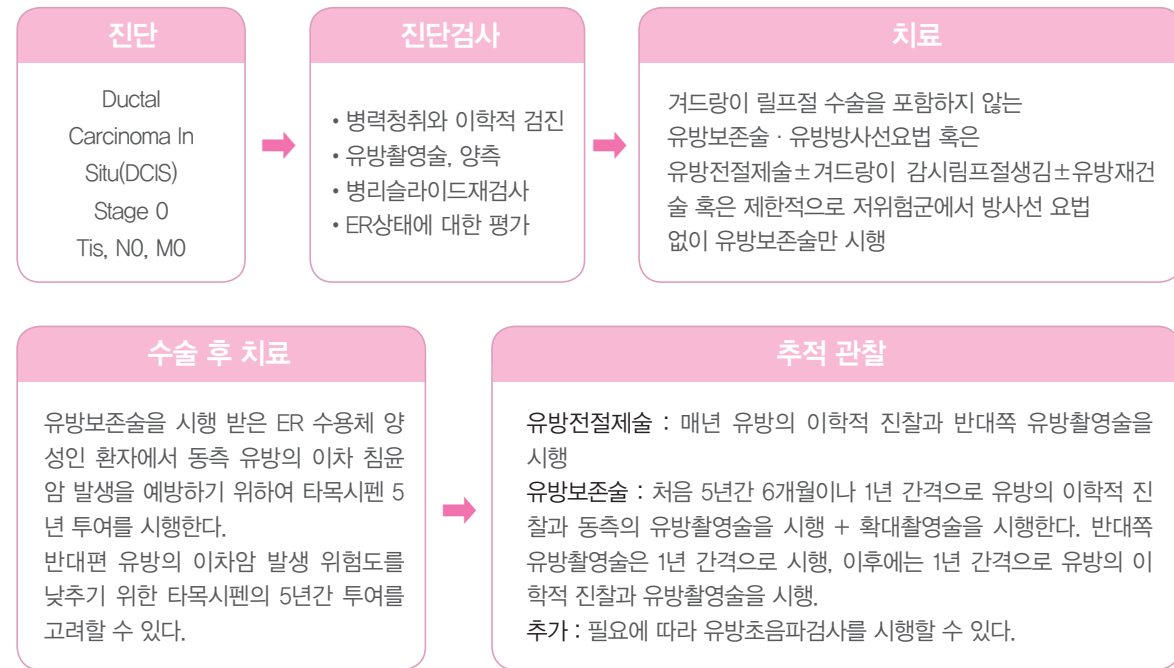 진단
Ductal
Carcinoma In
Situ(DCIS)
Stage 0
Tis, N0, M0
진단검사
• 병력청취와 이학적 검진
• 유방촬영술, 양측
• 병리슬라이드재검사
• ER상태에 대한 평가
치료
겨드랑이 릴프절 수술을 포함하지 않는
유방보존술 · 유방방사선요법 혹은
유방전절제술±겨드랑이 감시림프절생김±유방재건
술 혹은 제한적으로 저위험군에서 방사선 요법
없이 유방보존술만 시행
수술 후 치료
유방보존술을 시행 받은 ER 수용체 양
성인 환자에서 동측 유방의 이차 침윤
암 발생을 예방하기 위하여 타목시펜 5
년 투여를 시행한다.
반대편 유방의 이차암 발생 위험도를
낮추기 위한 타목시펜의 5년간 투여를
고려할 수 있다.
추적 관찰
유방전절제술 : 매년 유방의 이학적 진찰과 반대쪽 유방촬영술을
시행
유방보존술 : 처음 5년간 6개월이나 1년 간격으로 유방의 이학적 진
찰과 동측의 유방촬영술을 시행 + 확대촬영술을 시행한다. 반대쪽
유방촬영술은 1년 간격으로 시행, 이후에는 1년 간격으로 유방의 이
학적 진찰과 유방촬영술을 시행.
추가 : 필요에 따라 유방초음파검사를 시행할 수 있다.